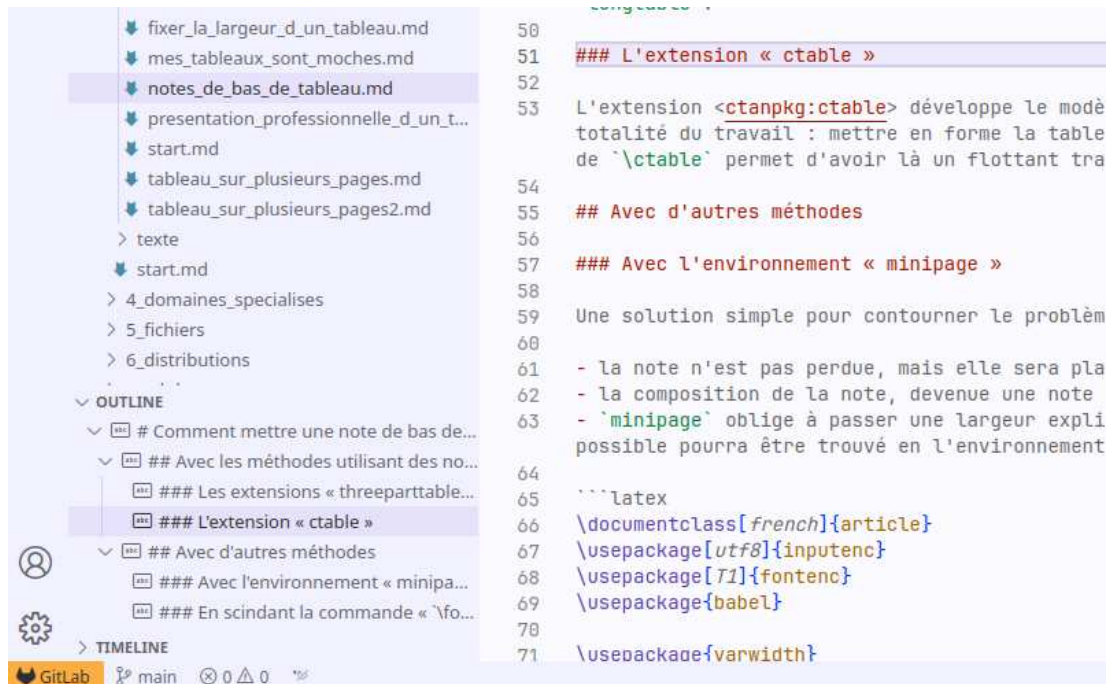 fixer_la_largeur_d_un_tableau.md
mes_tableaux_sont_moches.md
notes_de_bas_de_tableau.md
presentation_professionnelle_d_un_t...
start.md
tableau_sur_plusieurs_pages.md
tableau_sur_plusieurs_pages2.md
> texte
start.md
> 4_domaines_specialises
> 5_fichiers
> 6_distributions
OUTLINE
# Comment mettre une note de bas de...
## Avec les méthodes utilisant des no...
### Les extensions « threeparttable...
### L'extension « ctable »
## Avec d'autres méthodes
### Avec l'environnement « minipa...
### En scindant la commande « `\fo...
> TIMELINE
GitLab main 0 0
50
51 ### L'extension « ctable »
52
53 L'extension <ctanpkg:ctable> développe le modè
totalité du travail : mettre en forme la table
de `\ctable` permet d'avoir là un flottant tra
54
55 ## Avec d'autres méthodes
56
57 ### Avec l'environnement « minipage »
58
59 Une solution simple pour contourner le problèm
60
61 - la note n'est pas perdue, mais elle sera pla
62 - la composition de la note, devenue une note
63 - `minipage` oblige à passer une largeur expli
possible pourra être trouvé en l'environnement
64
65 ```latex
66 \documentclass[french]{article}
67 \usepackage[utf8]{inputenc}
68 \usepackage[T1]{fontenc}
69 \usepackage{babel}
70
71 \usepackage{varwidth}